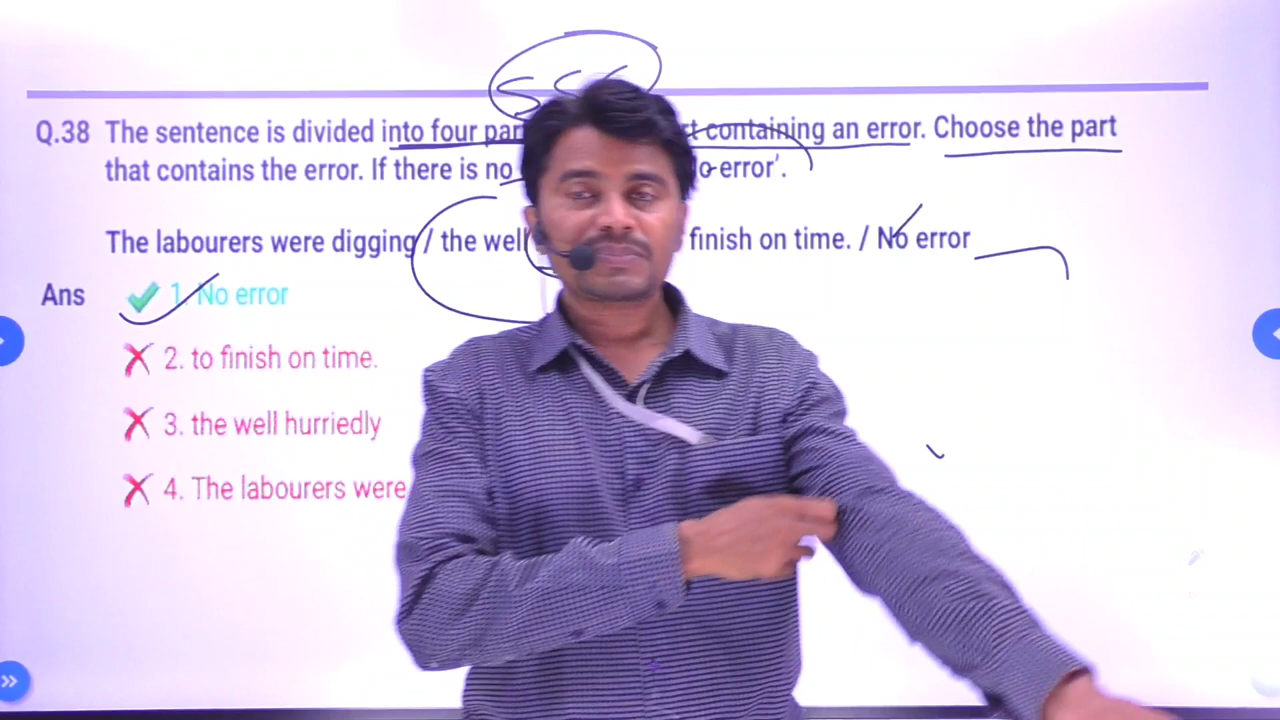 SSC
Q.38 The sentence is divided into four par t containing an error. Choose the part
that contains the error. If there is no o error'.
The labourers were digging / the well finish on time. / No error
Ans 1. No error
2. to finish on time.
3. the well hurriedly
4. The labourers were